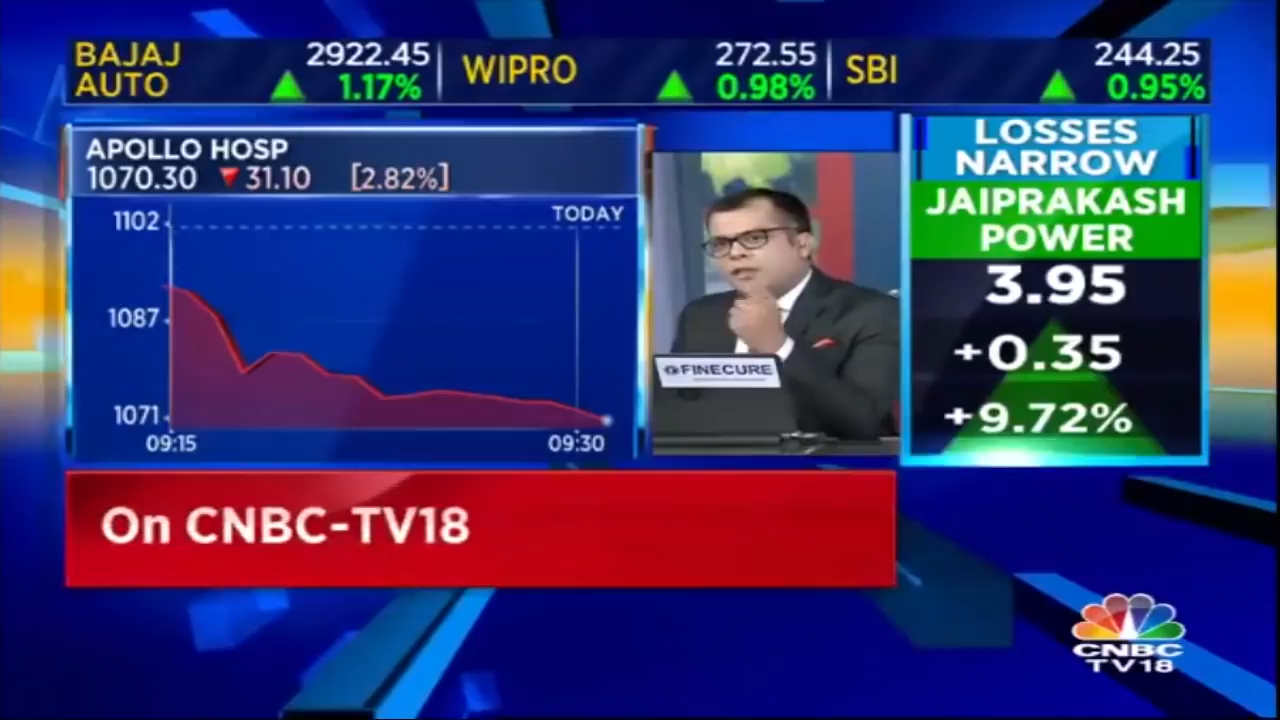 BAJAJ AUTO 2922.45 ▲ 1.17%
WIPRO 272.55 ▲ 0.98%
SBI 244.25 ▲ 0.95%
APOLLO HOSP
1070.30 ▼31.10 [2.82%]
TODAY
1102
1087
1071
09:15 09:30
FINECURE
LOSSES
NARROW
JAIPRAKASH
POWER
3.95
+0.35
+9.72%
On CNBC-TV18
CNBC
TV18